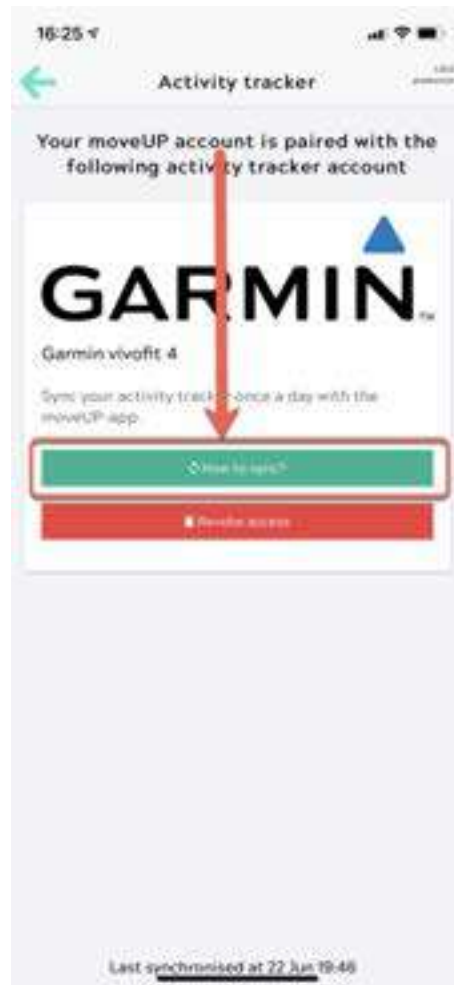 16:25
Activity tracker
Your moveUP account is paired with the
following activity tracker account
GARMIN
Garmin vivofit 4
Sync your activity tracker once a day with the
moveUP app
How to sync?
Revoke access
Last synchronised at 22 Jun 19:46